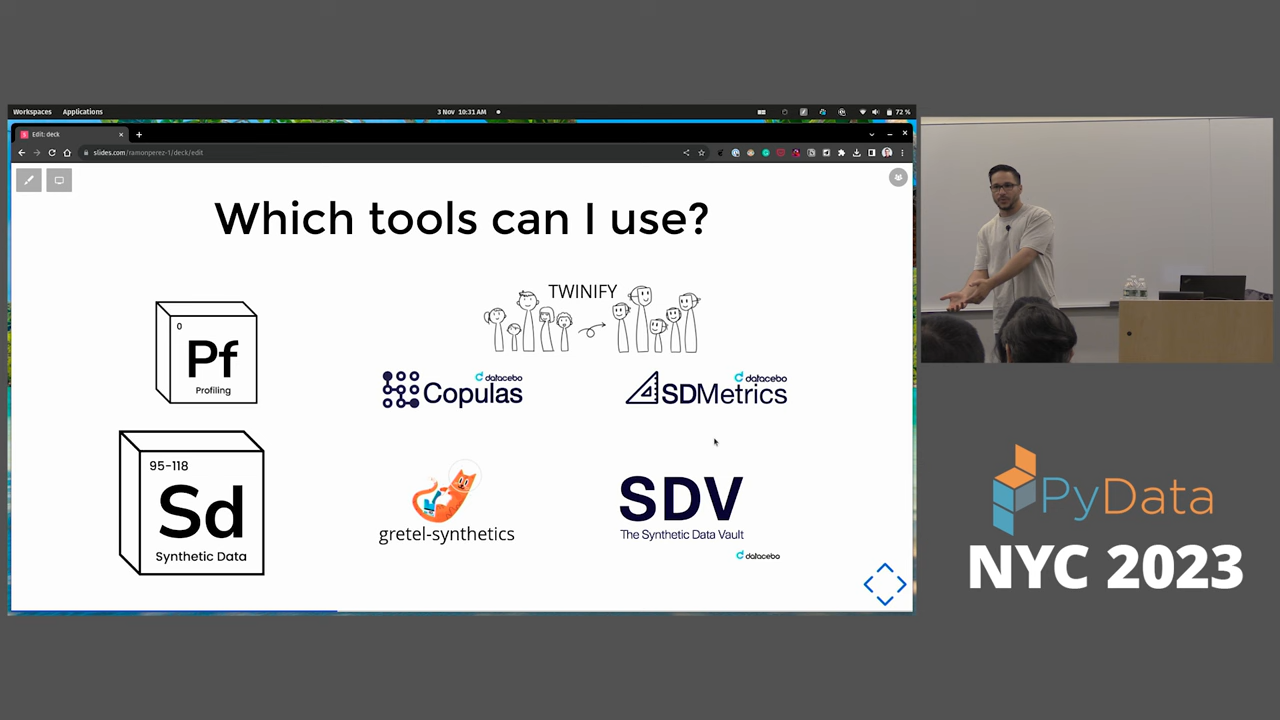 Workspaces Applications
3 Nov 10:31 AM
72 %
Edit: deck
slides.com/ramonperez-1/deck/edit
Which tools can I use?
0
Pf
Profiling
TWINIFY
datacebo
Copulas
datacebo
SDMetrics
95-118
Sd
Synthetic Data
gretel-synthetics
SDV
The Synthetic Data Vault
datacebo
PyData
NYC 2023